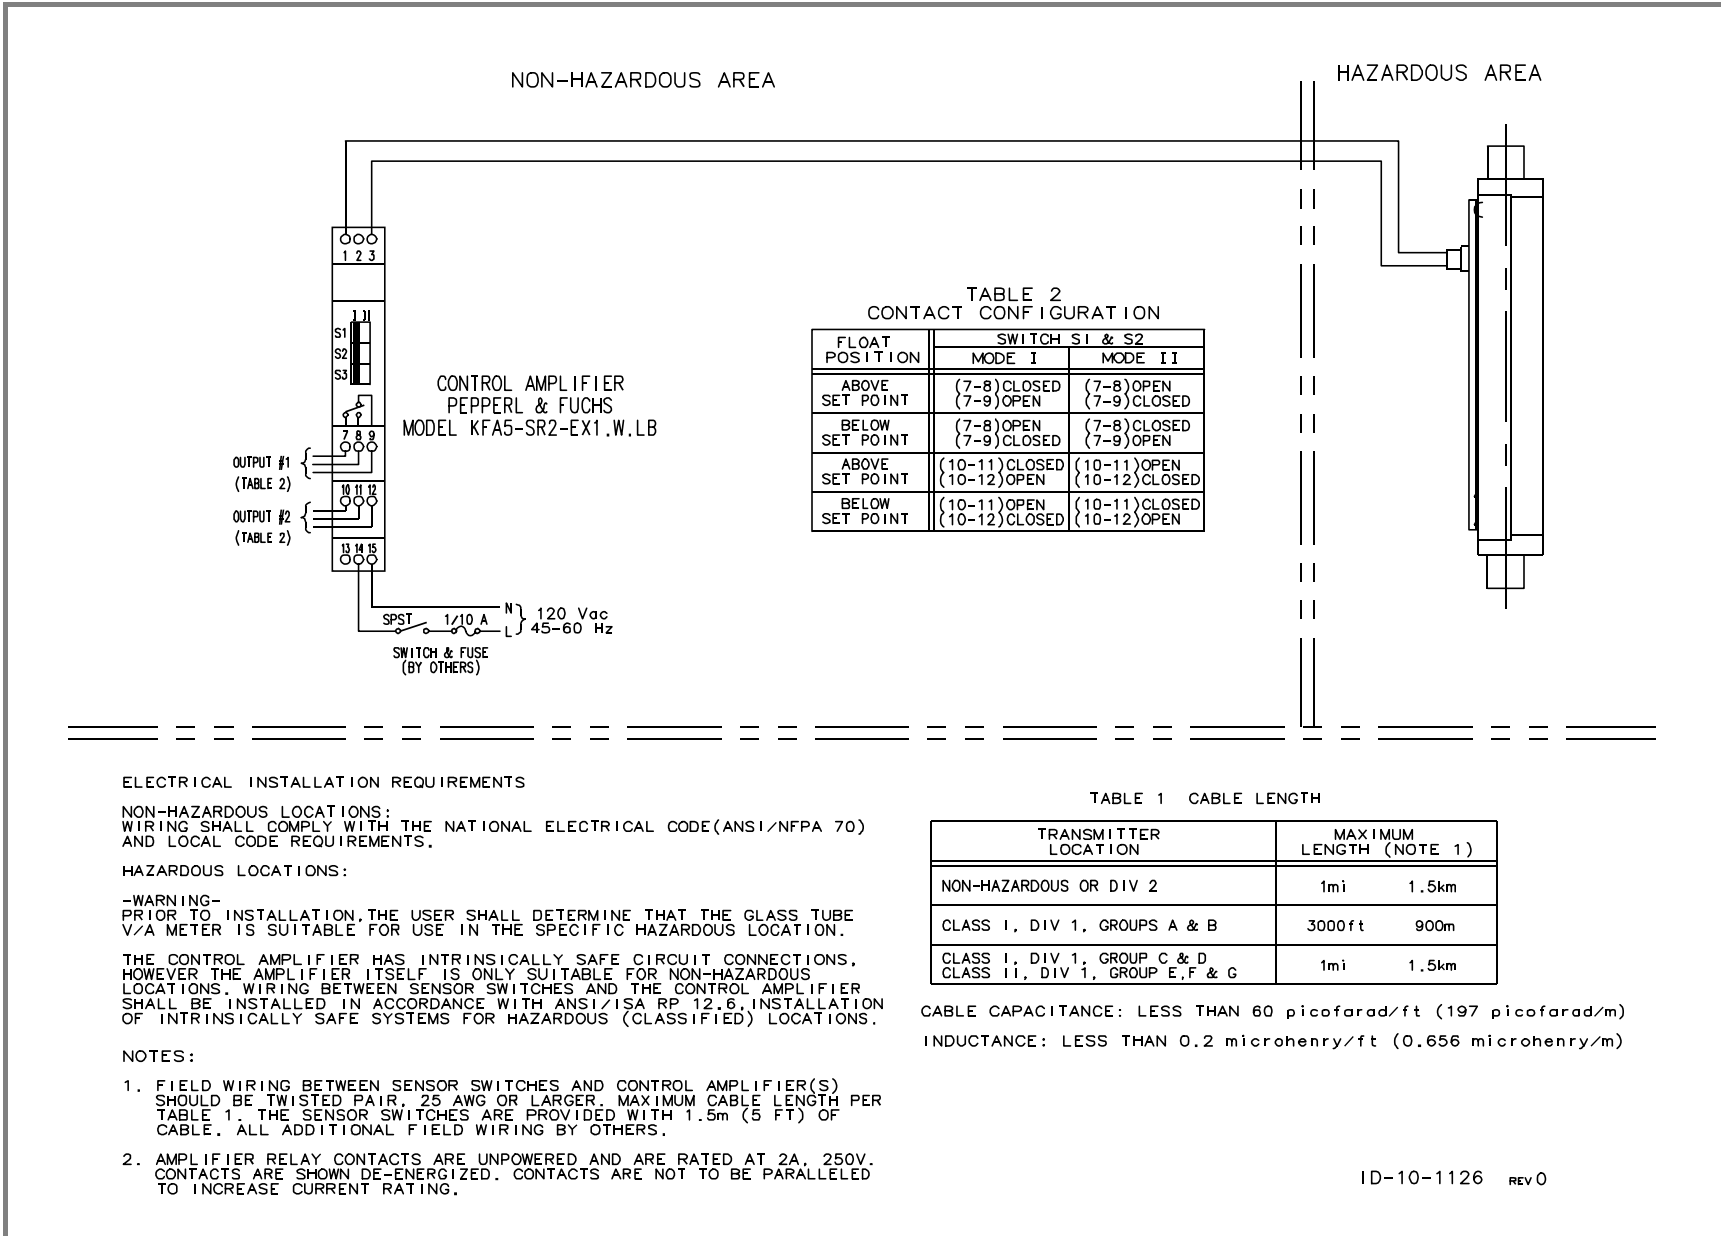 NON-HAZARDOUS AREA
HAZARDOUS AREA
1 2 3
I II
S1
S2
S3
CONTROL AMPLIFIER
PEPPERL & FUCHS
MODEL KFA5-SR2-EX1.W.LB
7 8 9
OUTPUT #1
(TABLE 2)
10 11 12
OUTPUT #2
(TABLE 2)
13 14 15
SPST 1/10 A
N
L
120 Vac
45-60 Hz
SWITCH & FUSE
(BY OTHERS)
TABLE 2
CONTACT CONFIGURATION
FLOAT POSITION SWITCH S1 & S2
MODE I MODE II
ABOVE (7-8)CLOSED (7-8)OPEN
SET POINT (7-9)OPEN (7-9)CLOSED
BELOW (7-8)OPEN (7-8)CLOSED
SET POINT (7-9)CLOSED (7-9)OPEN
ABOVE (10-11)CLOSED (10-11)OPEN
SET POINT (10-12)OPEN (10-12)CLOSED
BELOW (10-11)OPEN (10-11)CLOSED
SET POINT (10-12)CLOSED (10-12)OPEN
ELECTRICAL INSTALLATION REQUIREMENTS
NON-HAZARDOUS LOCATIONS:
WIRING SHALL COMPLY WITH THE NATIONAL ELECTRICAL CODE(ANSI/NFPA 70)
AND LOCAL CODE REQUIREMENTS.
HAZARDOUS LOCATIONS:
-WARNING-
PRIOR TO INSTALLATION,THE USER SHALL DETERMINE THAT THE GLASS TUBE
V/A METER IS SUITABLE FOR USE IN THE SPECIFIC HAZARDOUS LOCATION.
THE CONTROL AMPLIFIER HAS INTRINSICALLY SAFE CIRCUIT CONNECTIONS,
HOWEVER THE AMPLIFIER ITSELF IS ONLY SUITABLE FOR NON-HAZARDOUS
LOCATIONS. WIRING BETWEEN SENSOR SWITCHES AND THE CONTROL AMPLIFIER
SHALL BE INSTALLED IN ACCORDANCE WITH ANSI/ISA RP 12.6,INSTALLATION
OF INTRINSICALLY SAFE SYSTEMS FOR HAZARDOUS (CLASSIFIED) LOCATIONS.
NOTES:
1. FIELD WIRING BETWEEN SENSOR SWITCHES AND CONTROL AMPLIFIER(S)
SHOULD BE TWISTED PAIR, 25 AWG OR LARGER. MAXIMUM CABLE LENGTH PER
TABLE 1. THE SENSOR SWITCHES ARE PROVIDED WITH 1.5m (5 FT) OF
CABLE. ALL ADDITIONAL FIELD WIRING BY OTHERS.
2. AMPLIFIER RELAY CONTACTS ARE UNPOWERED AND ARE RATED AT 2A, 250V.
CONTACTS ARE SHOWN DE-ENERGIZED. CONTACTS ARE NOT TO BE PARALLELED
TO INCREASE CURRENT RATING.
TABLE 1 CABLE LENGTH
TRANSMITTER MAXIMUM
LOCATION LENGTH (NOTE 1)
NON-HAZARDOUS OR DIV 2 1mi 1.5km
CLASS I, DIV 1, GROUPS A & B 3000ft 900m
CLASS I, DIV 1, GROUP C & D
CLASS II, DIV 1, GROUP E,F & G 1mi 1.5km
CABLE CAPACITANCE: LESS THAN 60 picofarad/ft (197 picofarad/m)
INDUCTANCE: LESS THAN 0.2 microhenry/ft (0.656 microhenry/m)
ID-10-1126 REV 0